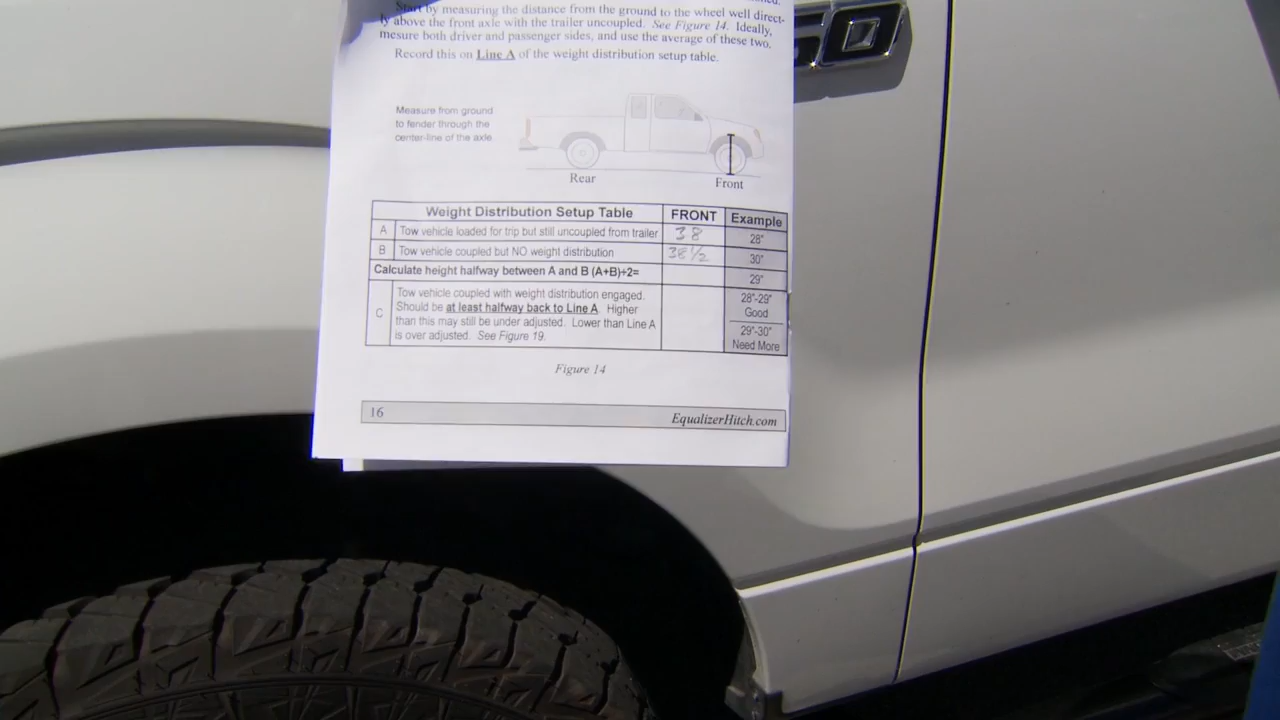 Start by measuring the distance from the ground to the wheel well direct-
ly above the front axle with the trailer uncoupled. See Figure 14. Ideally,
mesure both driver and passenger sides, and use the average of these two.
Record this on Line A of the weight distribution setup table.
Measure from ground
to fender through the
center-line of the axle.
Rear
Front
Weight Distribution Setup Table FRONT Example
A Tow vehicle loaded for trip but still uncoupled from trailer 38 28"
B Tow vehicle coupled but NO weight distribution 38 1/2 30"
Calculate height halfway between A and B (A+B)÷2= 29"
C Tow vehicle coupled with weight distribution engaged.
Should be at least halfway back to Line A. Higher
than this may still be under adjusted. Lower than Line A
is over adjusted. See Figure 19.
28"-29"
Good
29"-30"
Need More
Figure 14
16
EqualizerHitch.com